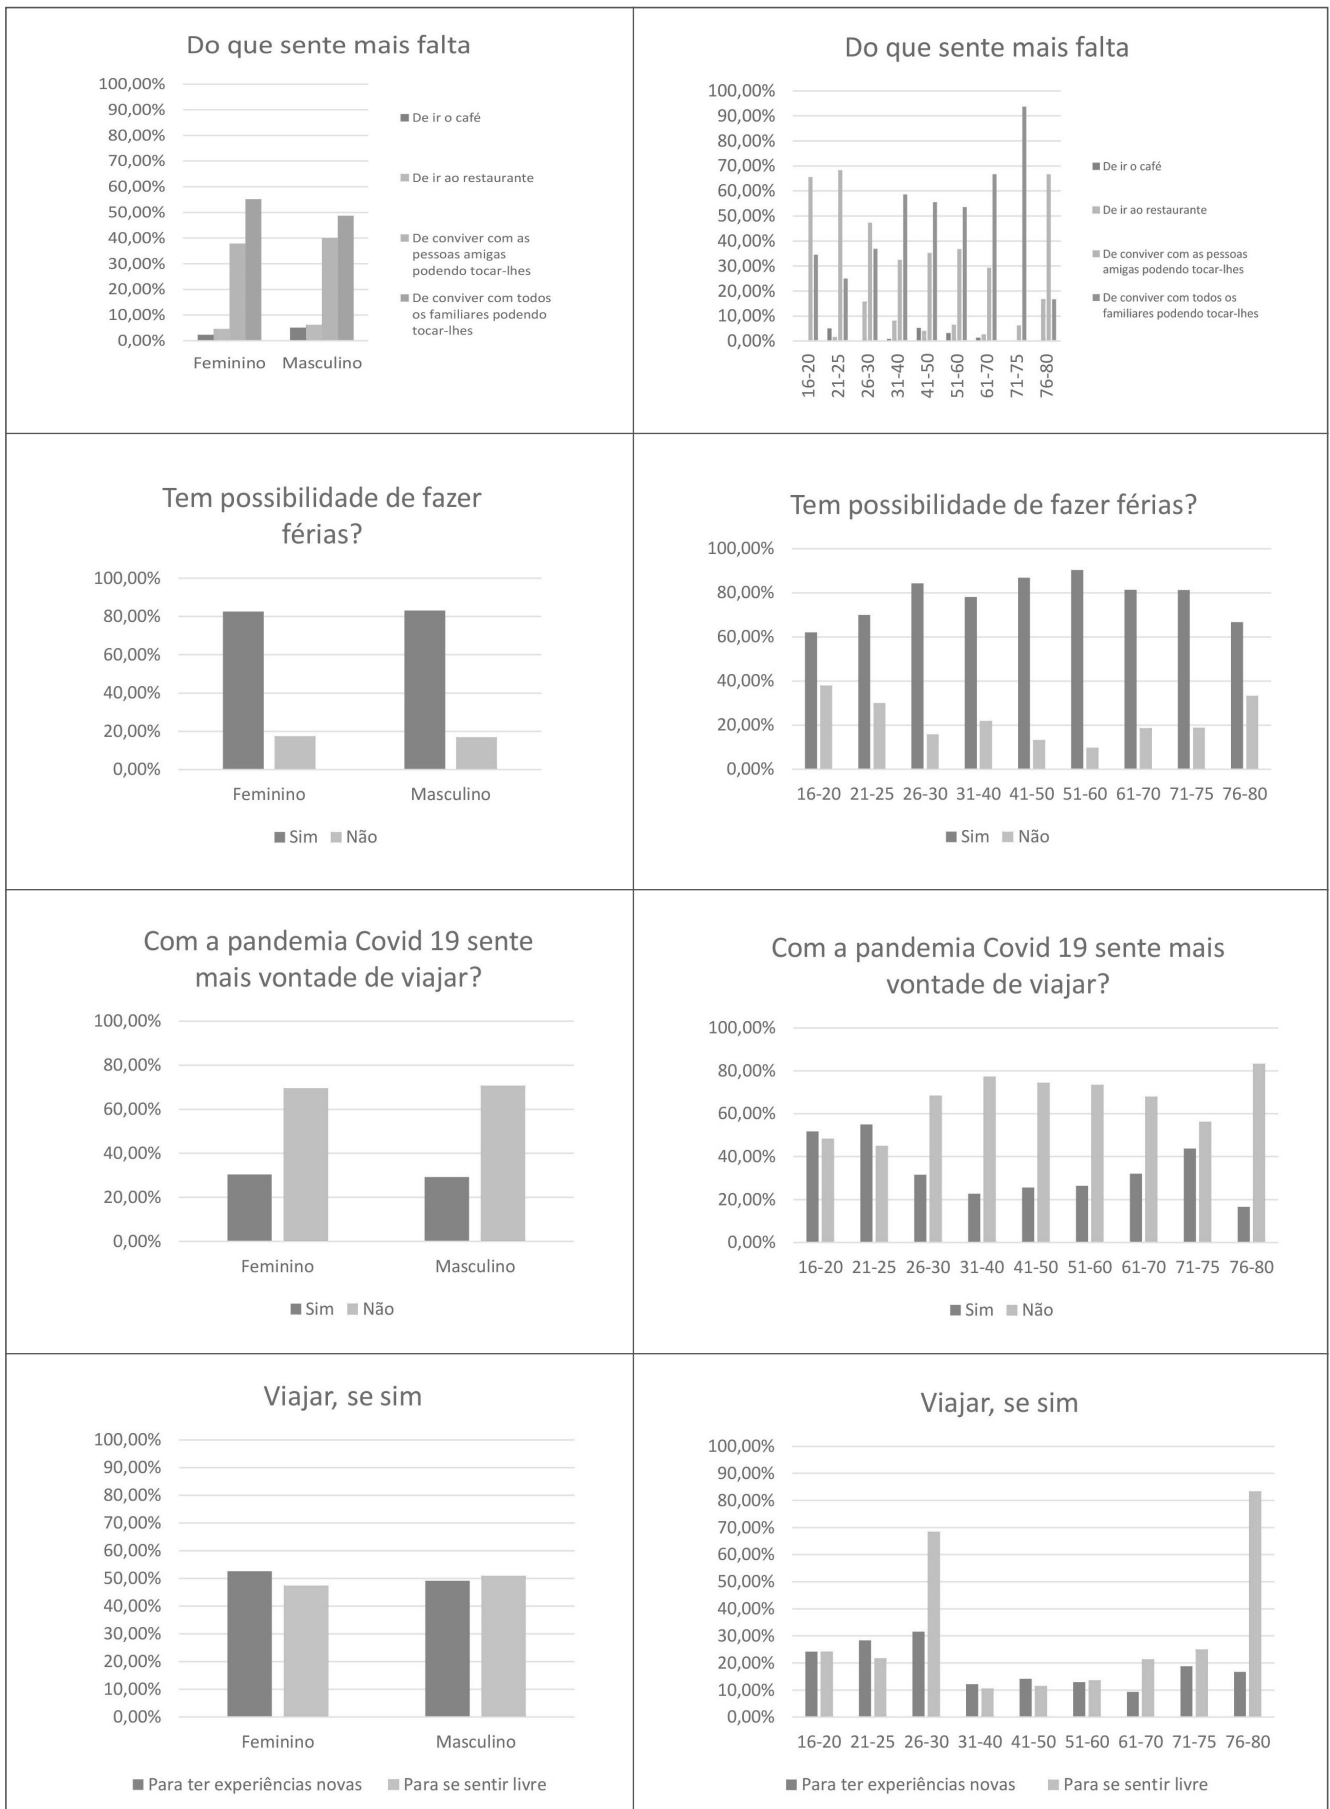 Do que sente mais falta
100,00%
90,00%
80,00%
70,00%
60,00%
50,00%
40,00%
30,00%
20,00%
10,00%
0,00%
Feminino Masculino
De ir o café
De ir ao restaurante
De conviver com as
pessoas amigas
podendo tocar-lhes
De conviver com todos
os familiares podendo
tocar-lhes
Do que sente mais falta
100,00%
90,00%
80,00%
70,00%
60,00%
50,00%
40,00%
30,00%
20,00%
10,00%
0,00%
16-20
21-25
26-30
31-40
41-50
51-60
61-70
71-75
76-80
De ir o café
De ir ao restaurante
De conviver com as pessoas
amigas podendo tocar-lhes
De conviver com todos os
familiares podendo tocar-lhes
Tem possibilidade de fazer
férias?
100,00%
80,00%
60,00%
40,00%
20,00%
0,00%
Feminino Masculino
Sim Não
Tem possibilidade de fazer férias?
100,00%
80,00%
60,00%
40,00%
20,00%
0,00%
16-20 21-25 26-30 31-40 41-50 51-60 61-70 71-75 76-80
Sim Não
Com a pandemia Covid 19 sente
mais vontade de viajar?
100,00%
80,00%
60,00%
40,00%
20,00%
0,00%
Feminino Masculino
Sim Não
Com a pandemia Covid 19 sente mais
vontade de viajar?
100,00%
80,00%
60,00%
40,00%
20,00%
0,00%
16-20 21-25 26-30 31-40 41-50 51-60 61-70 71-75 76-80
Sim Não
Viajar, se sim
100,00%
90,00%
80,00%
70,00%
60,00%
50,00%
40,00%
30,00%
20,00%
10,00%
0,00%
Feminino Masculino
Para ter experiências novas Para se sentir livre
Viajar, se sim
100,00%
90,00%
80,00%
70,00%
60,00%
50,00%
40,00%
30,00%
20,00%
10,00%
0,00%
16-20 21-25 26-30 31-40 41-50 51-60 61-70 71-75 76-80
Para ter experiências novas Para se sentir livre